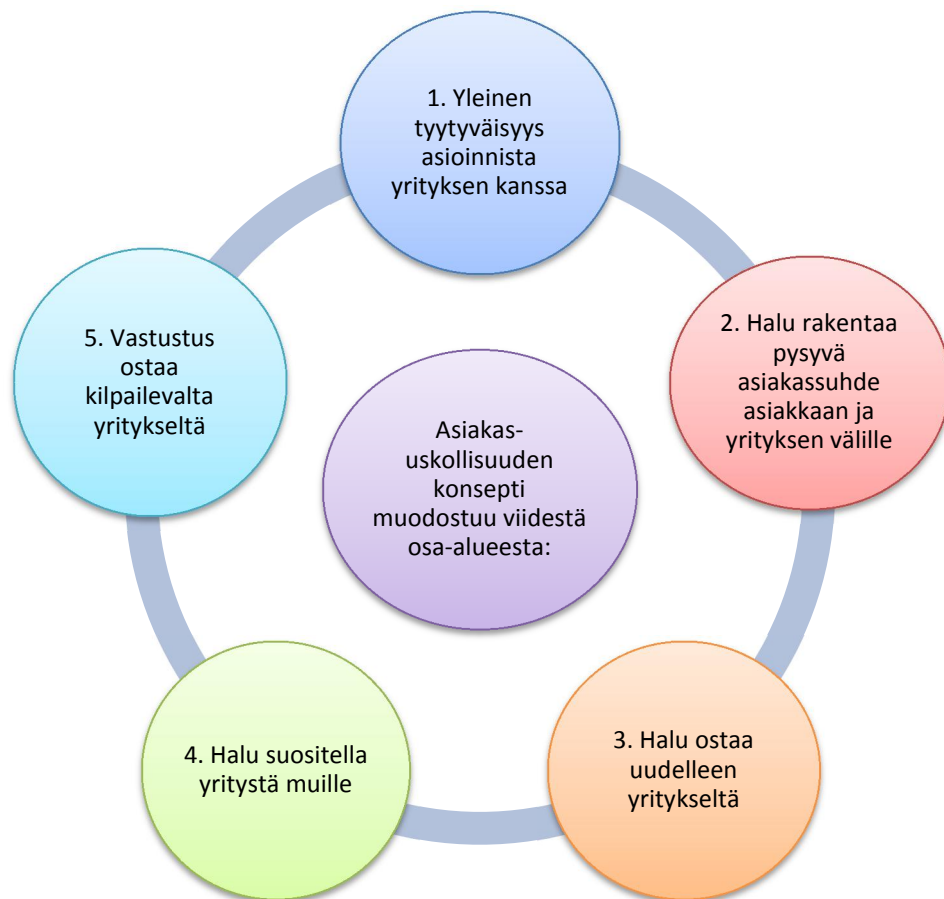 1. Yleinen
tyytyväisyys
asioinnista
yrityksen kanssa
2. Halu rakentaa
pysyvä
asiakassuhde
asiakkaan ja
yrityksen välille
3. Halu ostaa
uudelleen
yritykseltä
4. Halu suositella
yritystä muille
5. Vastustus
ostaa
kilpailevalta
yritykseltä
Asiakas-
uskollisuuden
konsepti
muodostuu viidestä
osa-alueesta: